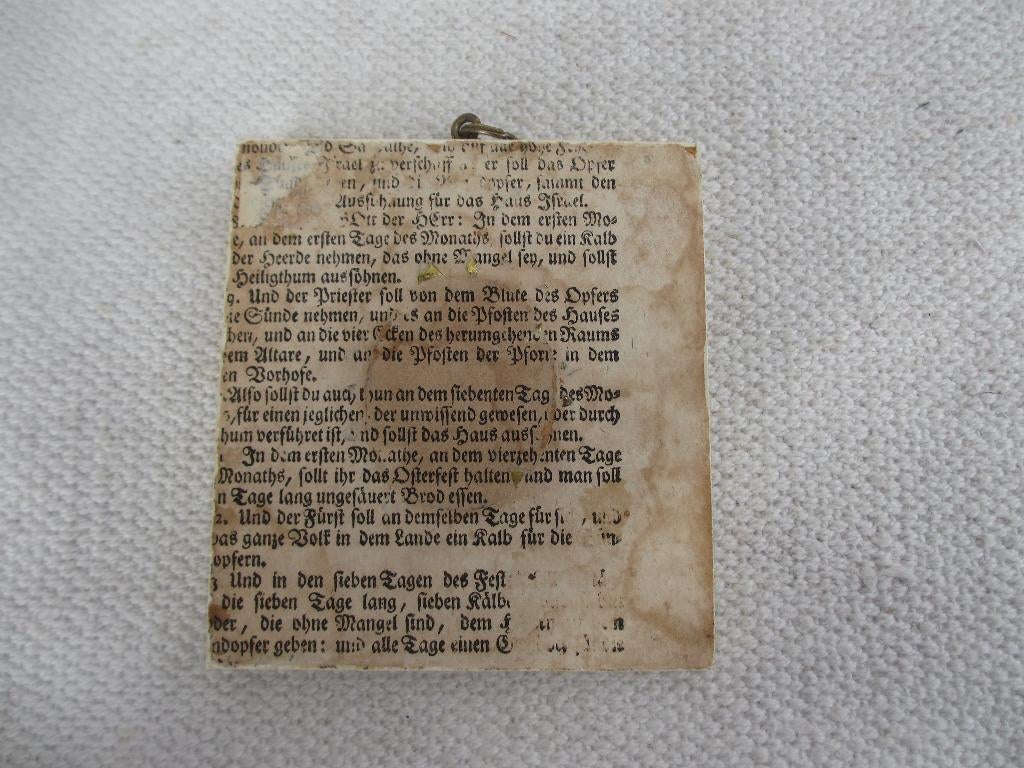 er soll das Opfer
den
für das Haus Israel.
der HErr: In dem ersten Mo-
e, an dem ersten Tage des Monaths, sollst du ein Kalb
der Heerde nehmen, das ohne Mangel sey, und sollst
Heiligthum aussöhnen.
9. Und der Priester soll von dem Blute des Opfers
ie Sünde nehmen, und es an die Pfosten des Hauses
hen, und an die vier Ecken des herumgehenden Raums
em Altare, und an die Pfosten der Pforte in dem
en Vorhofe.
Also sollst du auch thun an dem siebenten Tag des Mo-
s, für einen jeglichen, der unwissend gewesen, oder durch
hum verführet ist, und sollst das Haus aussöhnen.
In dem ersten Monathe, an dem vierzehenten Tage
Monaths, sollt ihr das Osterfest halten, und man soll
n Tage lang ungesäuert Brod essen.
2. Und der Fürst soll an demselben Tage für
das ganze Volk in dem Lande ein Kalb für die
opfern.
3 Und in den sieben Tagen des
die sieben Tage lang, sieben
der, die ohne Mangel sind, dem
ndopfer geben: und alle Tage einen